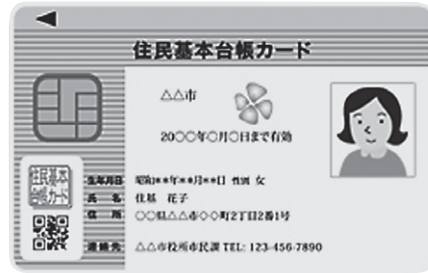 住民基本台帳カード
△△市
20○○年○月○日まで有効
住民基本
台帳カード
生年月日 昭和**年**月**日 性別 女
氏 名 住基 花子
住 所 ○○県△△市◇◇町2丁目2番1号
連絡先 △△市役所市民課 TEL: 123-456-7890